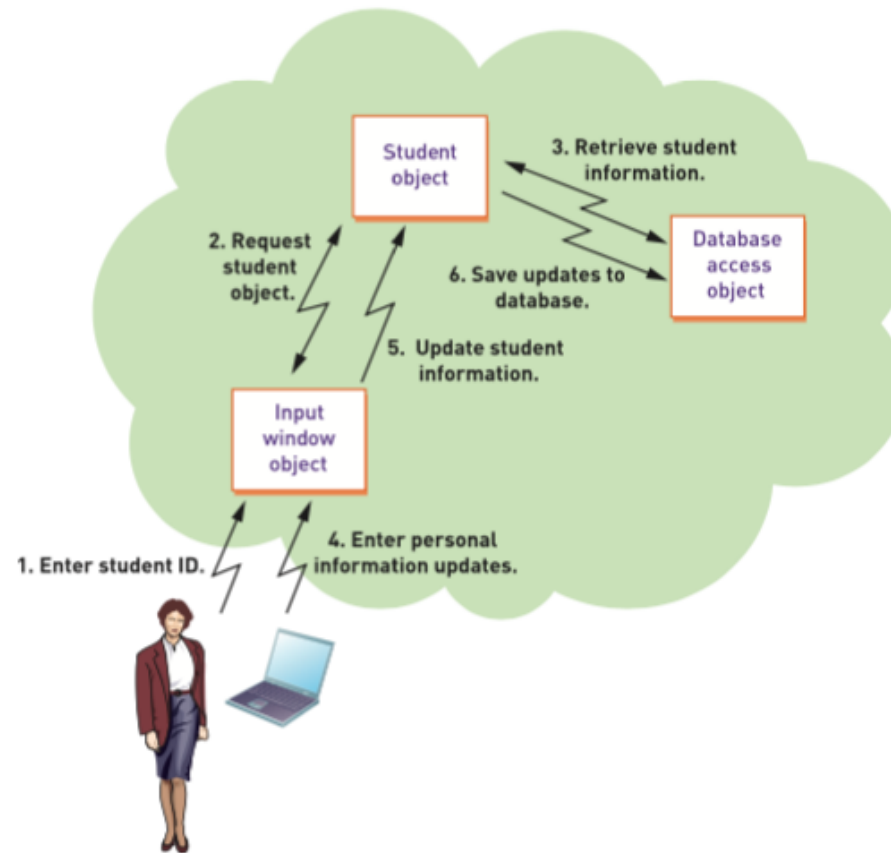 Student
object
3. Retrieve student
information.
2. Request
student
object.
Database
access
object
6. Save updates to
database.
5. Update student
information.
Input
window
object
4. Enter personal
information updates.
1. Enter student ID.